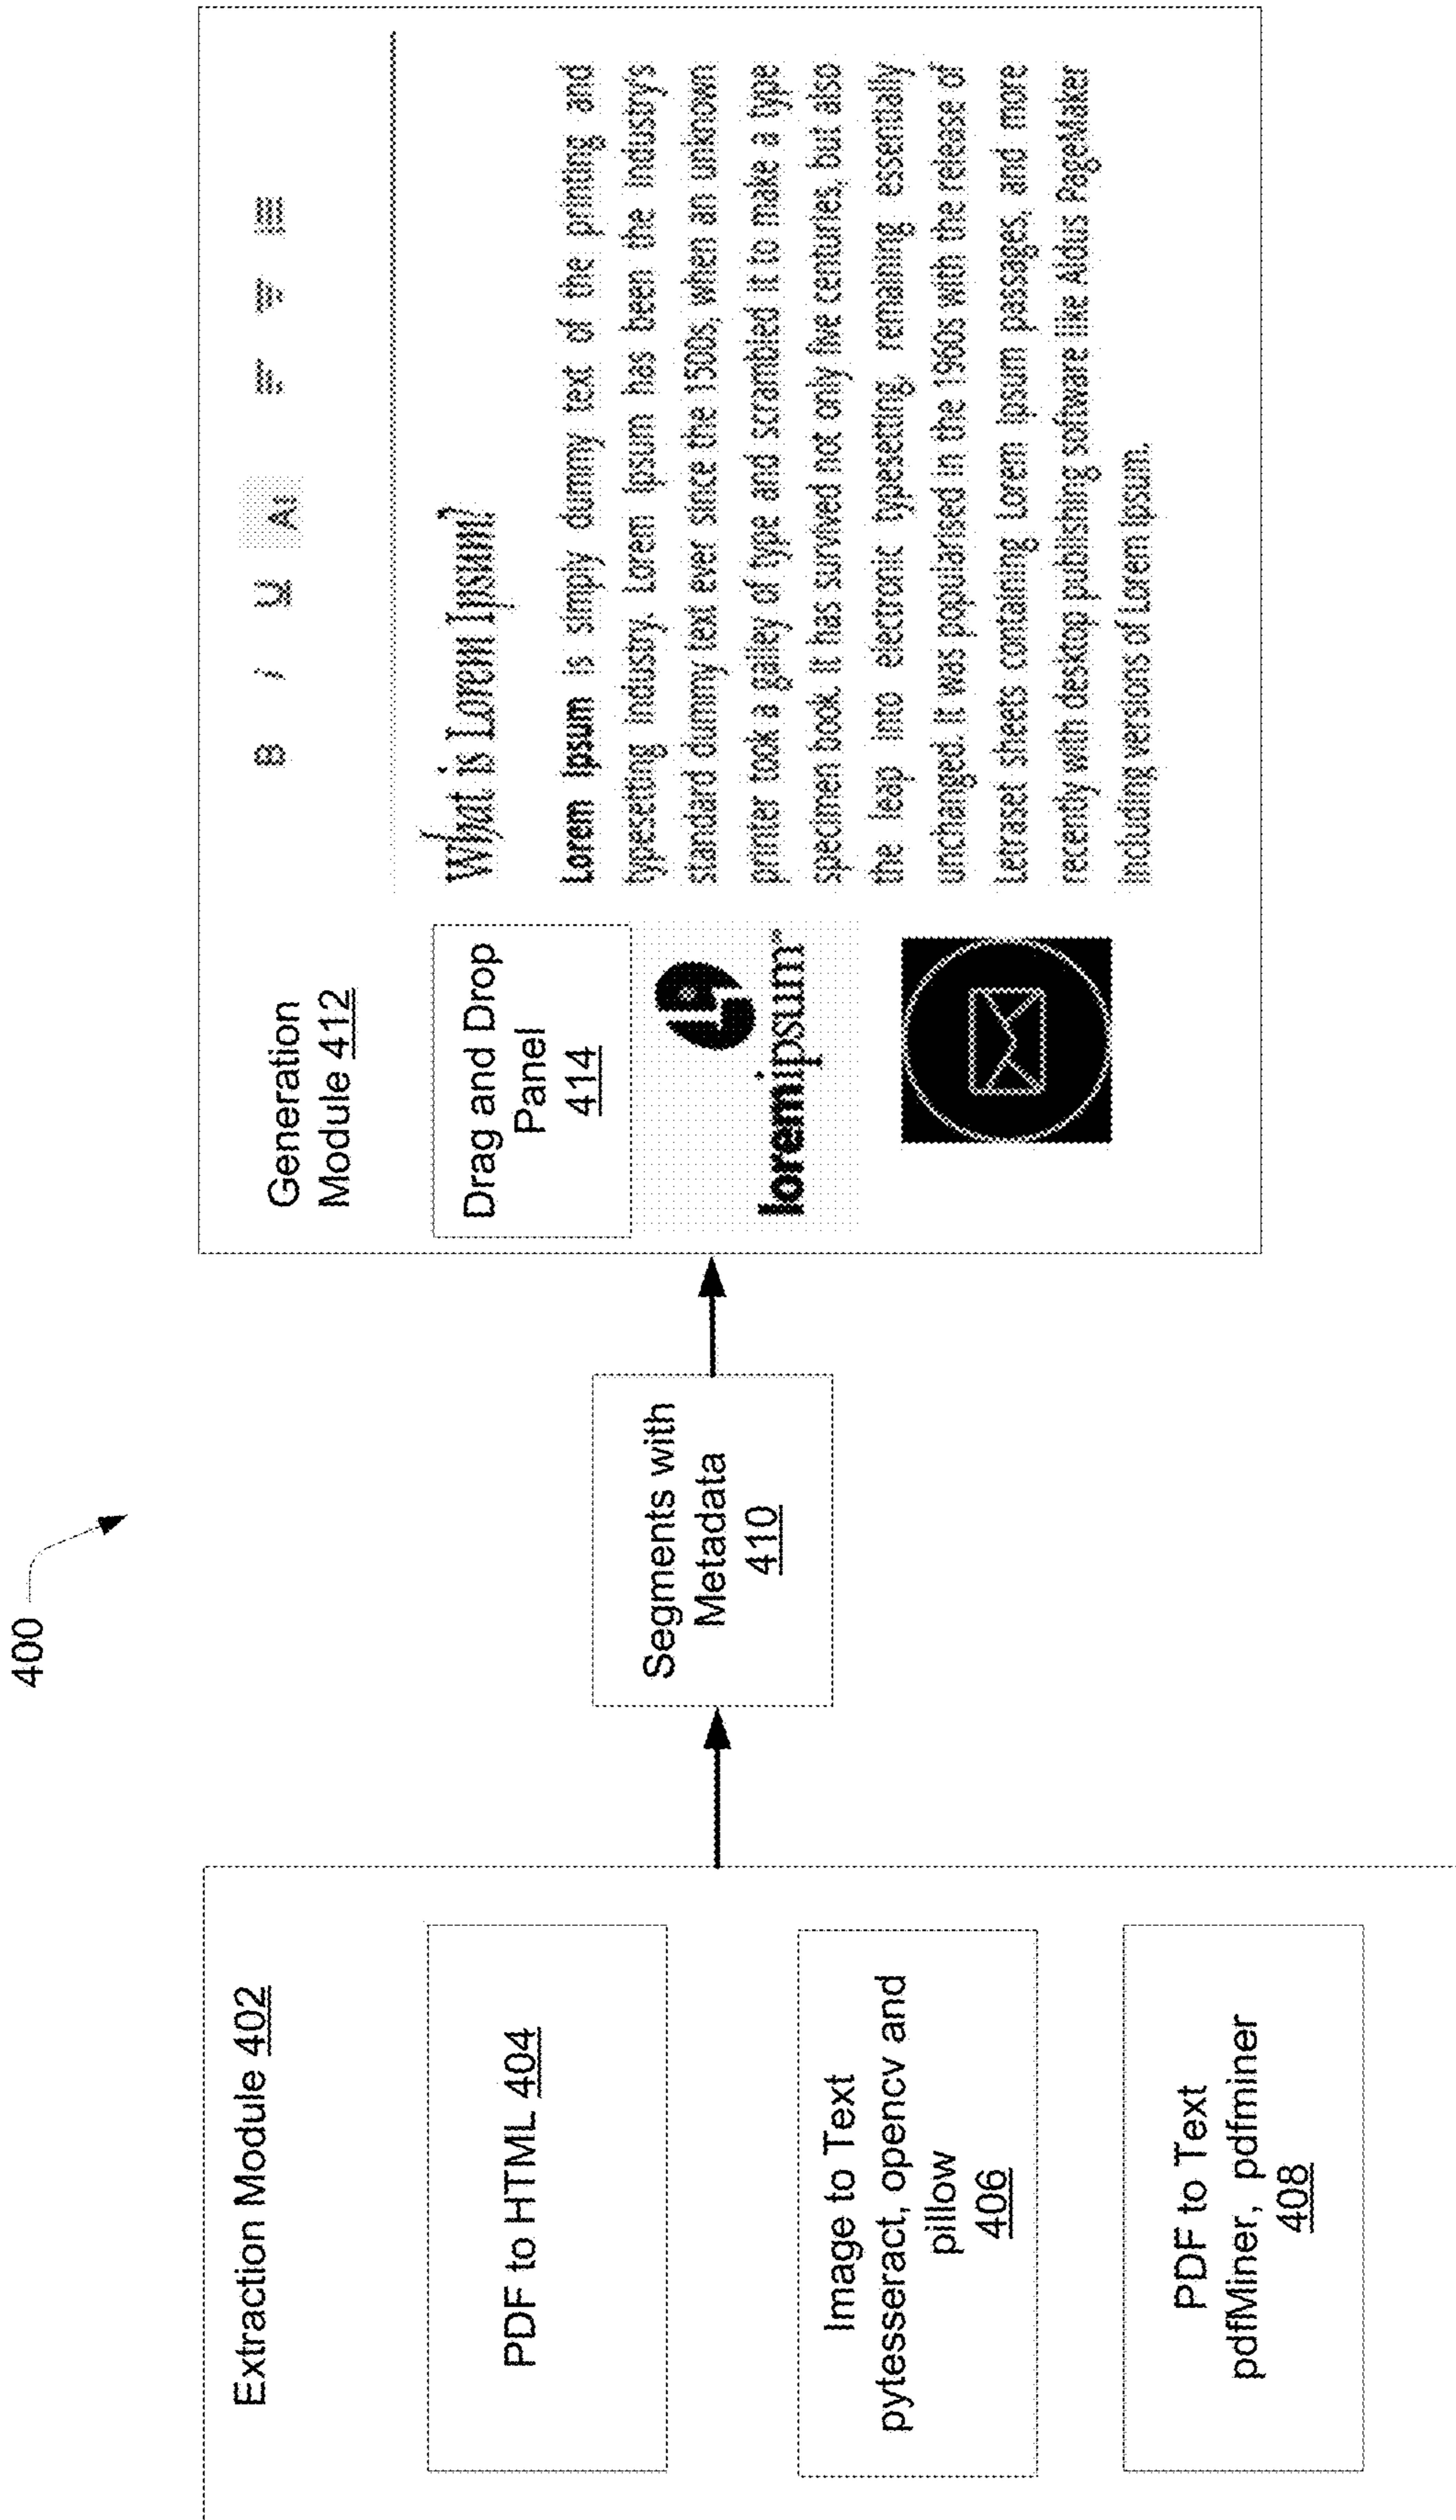 400
Extraction Module 402
PDF to HTML 404
Image to Text
pytesseract, opencv and
pillow
406
PDF to Text
pdfMiner, pdfminer
408
Segments with
Metadata
410
Generation
Module 412
Drag and Drop
Panel
414
loremipsum
B I U A
What is Lorem Ipsum?
Lorem Ipsum is simply dummy text of the printing and
typesetting industry. Lorem Ipsum has been the industry's
standard dummy text ever since the 1500s, when an unknown
printer took a galley of type and scrambled it to make a type
specimen book. It has survived not only five centuries, but also
the leap into electronic typesetting, remaining essentially
unchanged. It was popularised in the 1960s with the release of
Letraset sheets containing Lorem Ipsum passages, and more
recently with desktop publishing software like Aldus PageMaker
including versions of Lorem Ipsum.